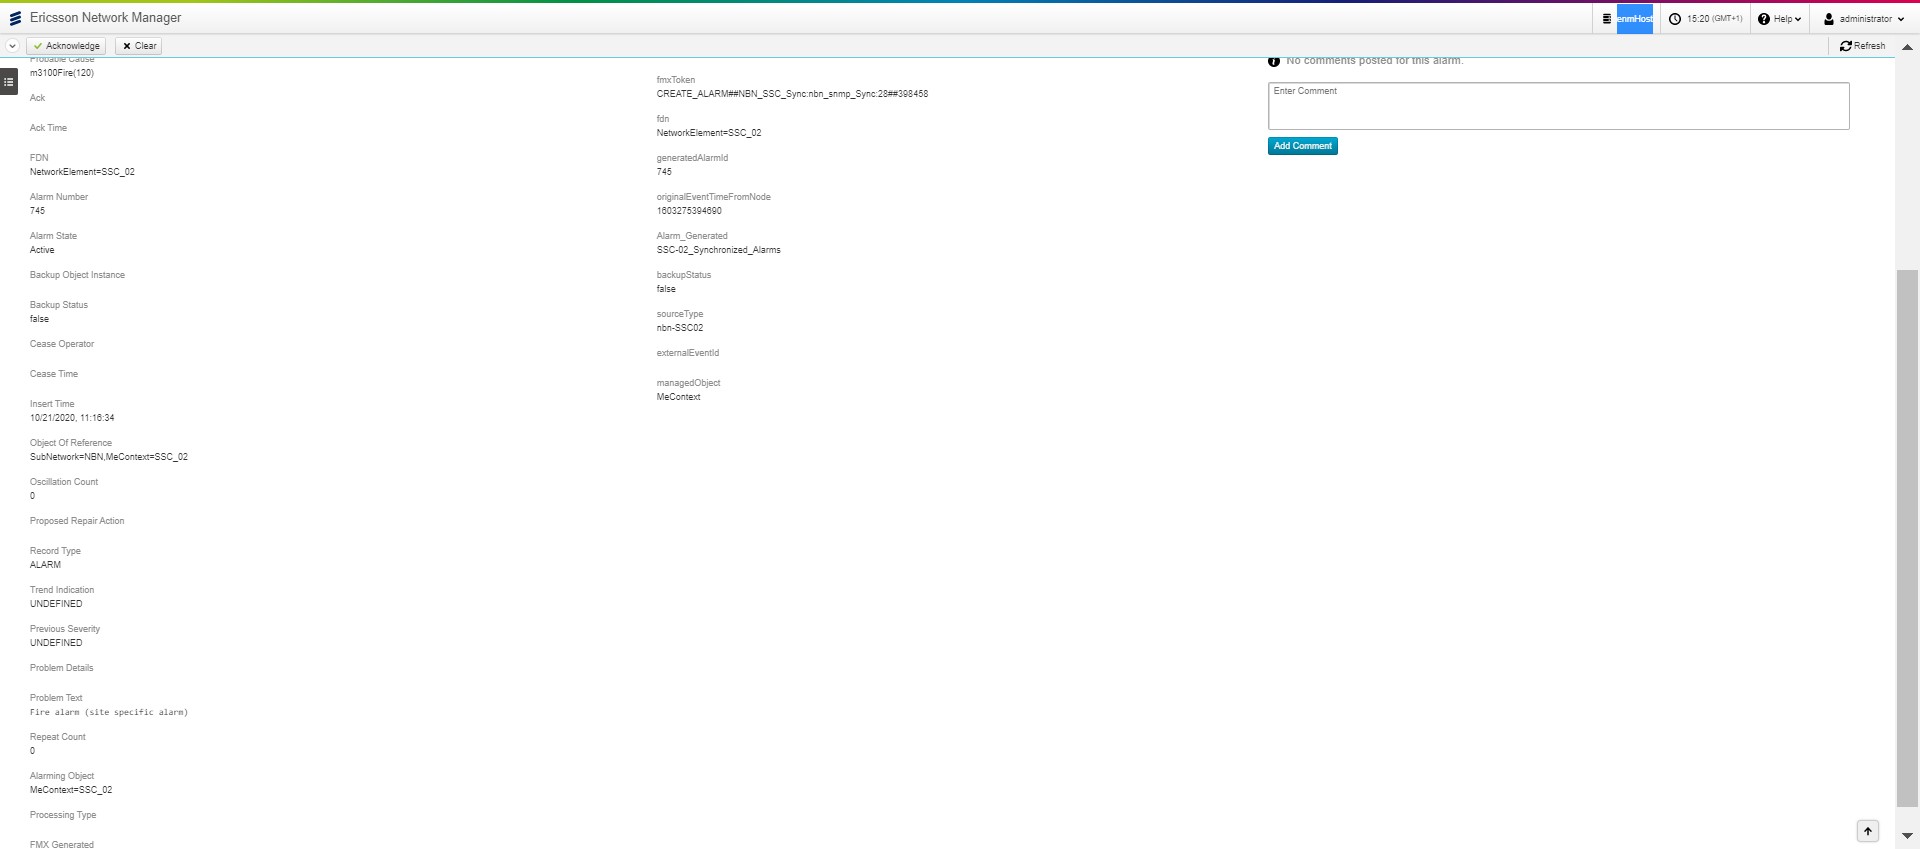 Ericsson Network Manager
enmHost
15:20 (GMT+1)
Help
administrator
Acknowledge
Clear
Refresh
Probable Cause
m3100Fire(120)
Ack
Ack Time
FDN
NetworkElement=SSC_02
Alarm Number
745
Alarm State
Active
Backup Object Instance
Backup Status
false
Cease Operator
Cease Time
Insert Time
10/21/2020, 11:16:34
Object Of Reference
SubNetwork=NBN,MeContext=SSC_02
Oscillation Count
0
Proposed Repair Action
Record Type
ALARM
Trend Indication
UNDEFINED
Previous Severity
UNDEFINED
Problem Details
Problem Text
Fire alarm (site specific alarm)
Repeat Count
0
Alarming Object
MeContext=SSC_02
Processing Type
FMX Generated
fmxToken
CREATE_ALARM##NBN_SSC_Sync:nbn_snmp_Sync:28##398458
fdn
NetworkElement=SSC_02
generatedAlarmId
745
originalEventTimeFromNode
1603275394690
Alarm_Generated
SSC-02_Synchronized_Alarms
backupStatus
false
sourceType
nbn-SSC02
externalEventId
managedObject
MeContext
No comments posted for this alarm.
Enter Comment
Add Comment